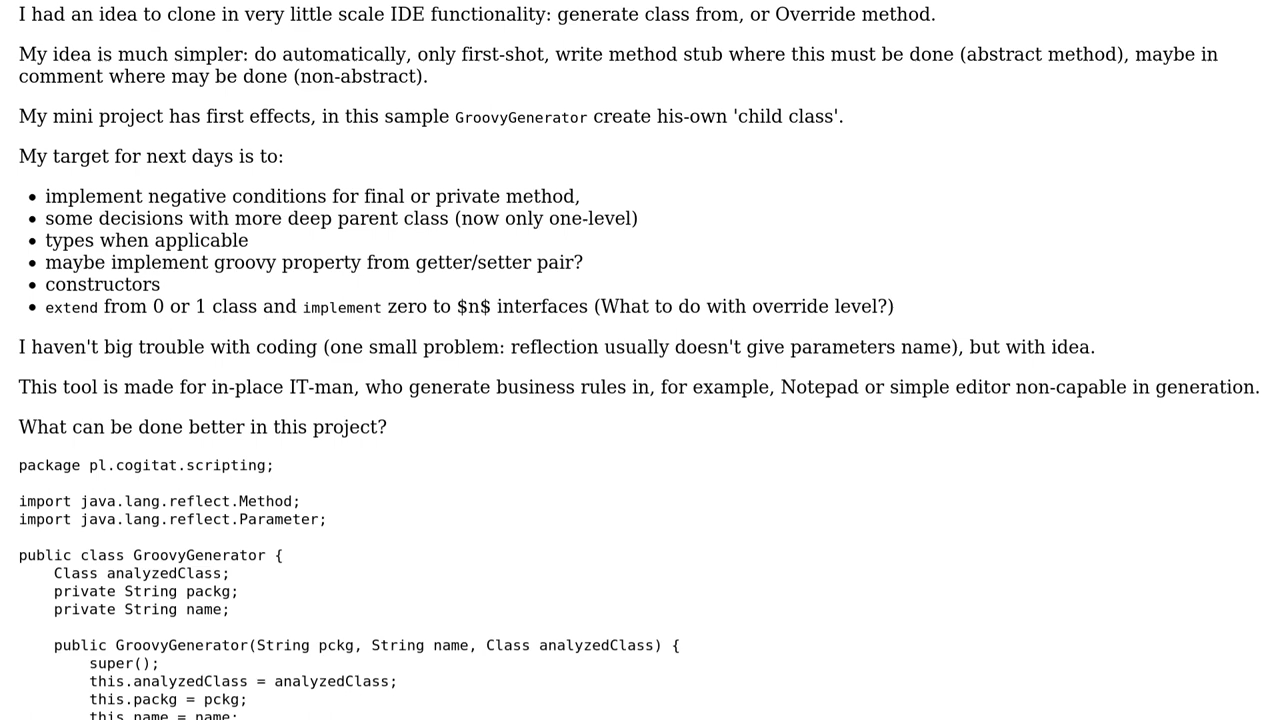 I had an idea to clone in very little scale IDE functionality: generate class from, or Override method.
My idea is much simpler: do automatically, only first-shot, write method stub where this must be done (abstract method), maybe in
comment where may be done (non-abstract).
My mini project has first effects, in this sample GroovyGenerator create his-own 'child class'.
My target for next days is to:
• implement negative conditions for final or private method,
• some decisions with more deep parent class (now only one-level)
• types when applicable
• maybe implement groovy property from getter/setter pair?
• constructors
• extend from 0 or 1 class and implement zero to $n$ interfaces (What to do with override level?)
I haven't big trouble with coding (one small problem: reflection usually doesn't give parameters name), but with idea.
This tool is made for in-place IT-man, who generate business rules in, for example, Notepad or simple editor non-capable in generation.
What can be done better in this project?
package pl.cogitat.scripting;
import java.lang.reflect.Method;
import java.lang.reflect.Parameter;
public class GroovyGenerator {
    Class analyzedClass;
    private String packg;
    private String name;
    public GroovyGenerator(String pckg, String name, Class analyzedClass) {
        super();
        this.analyzedClass = analyzedClass;
        this.packg = pckg;
        this.name = name;